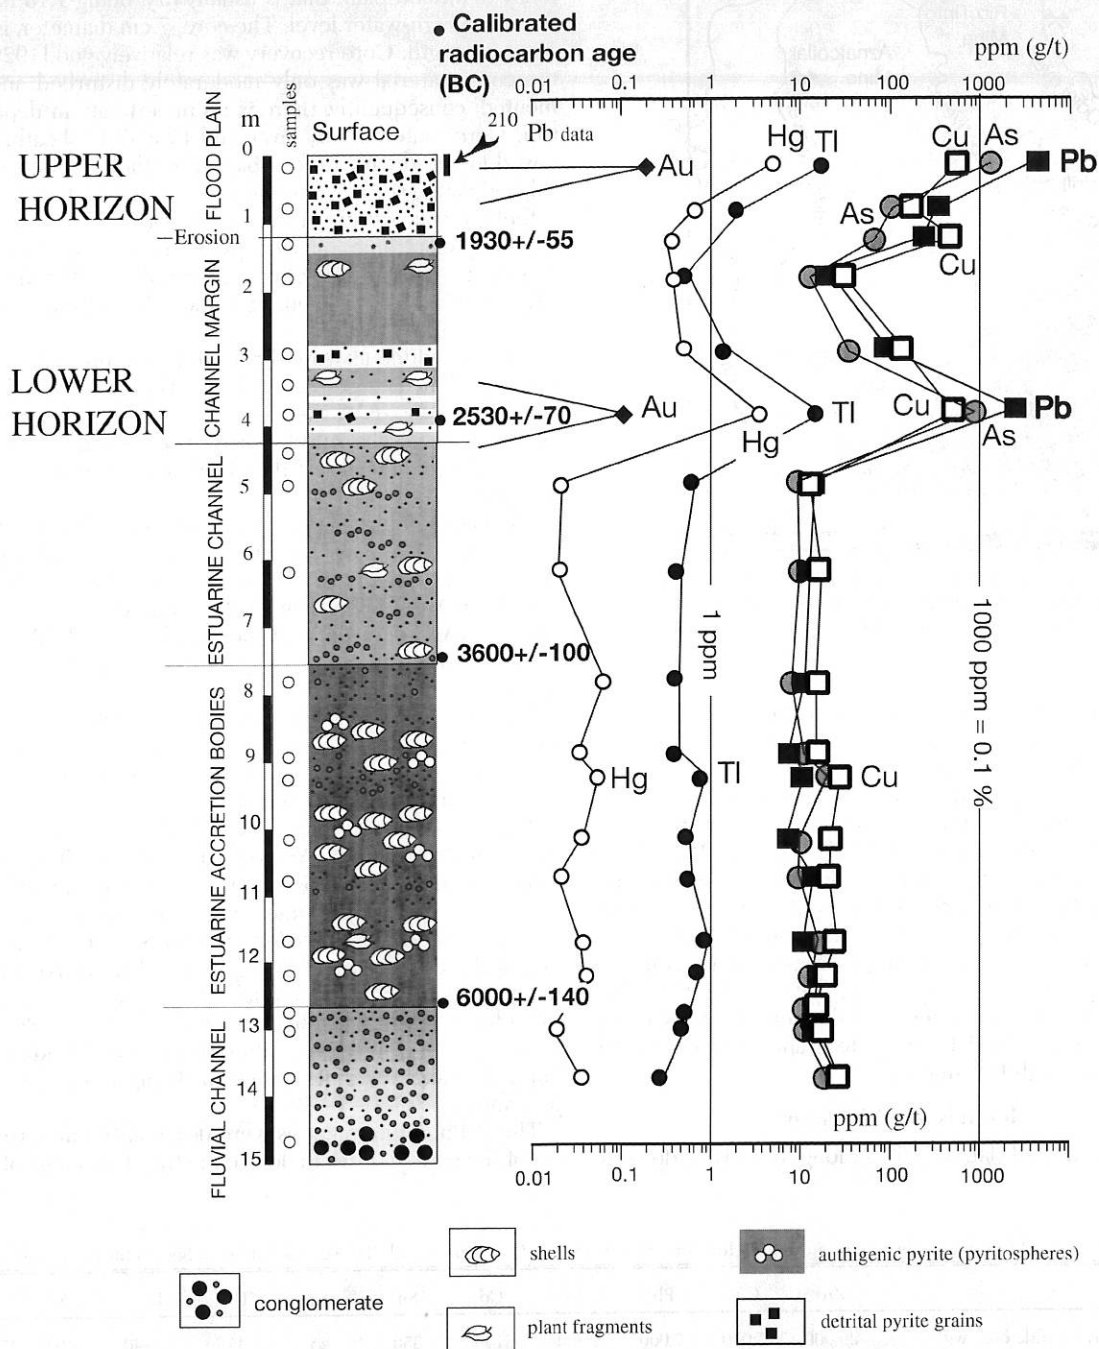 Calibrated
radiocarbon age
(BC)
ppm (g/t)
0.01
0.1
1
10
100
1000
m
samples
Surface
210 Pb data
UPPER
HORIZON
Erosion
LOWER
HORIZON
FLOOD PLAIN
CHANNEL MARGIN
ESTUARINE CHANNEL
ESTUARINE ACCRETION BODIES
FLUVIAL CHANNEL
0
1
2
3
4
5
6
7
8
9
10
11
12
13
14
15
1930+/-55
2530+/-70
3600+/-100
6000+/-140
Au
Hg
Tl
Cu
As
Pb
As
Cu
Au
Hg
Tl
Cu
Pb
As
1 ppm
1000 ppm = 0.1 %
Hg
Tl
Cu
ppm (g/t)
0.01
0.1
1
10
100
1000
conglomerate
shells
plant fragments
authigenic pyrite (pyritospheres)
detrital pyrite grains